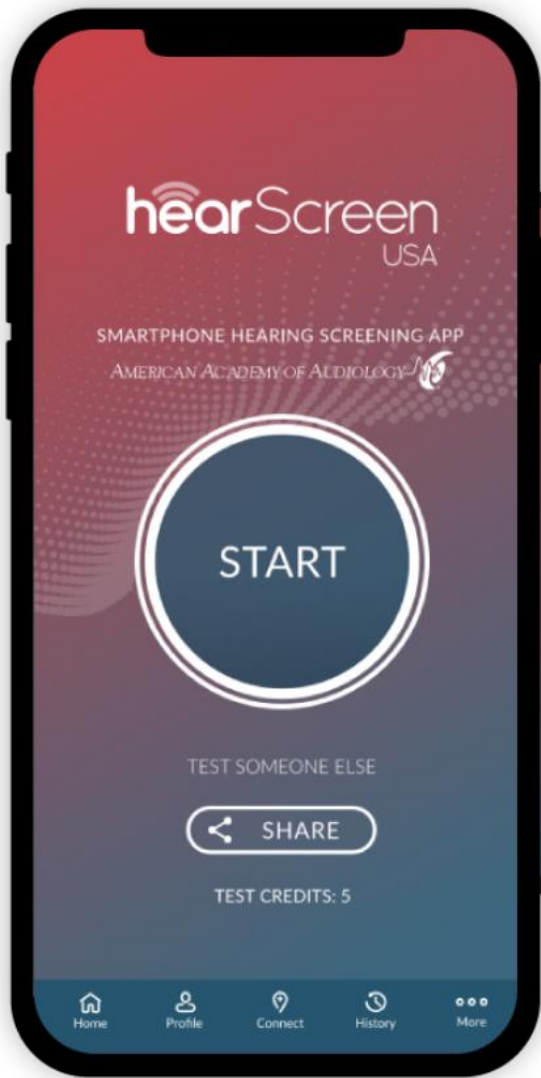 hearScreen
USA
SMARTPHONE HEARING SCREENING APP
AMERICAN ACADEMY OF AUDIOLOGY
START
TEST SOMEONE ELSE
SHARE
TEST CREDITS: 5
Home Profile Connect History More